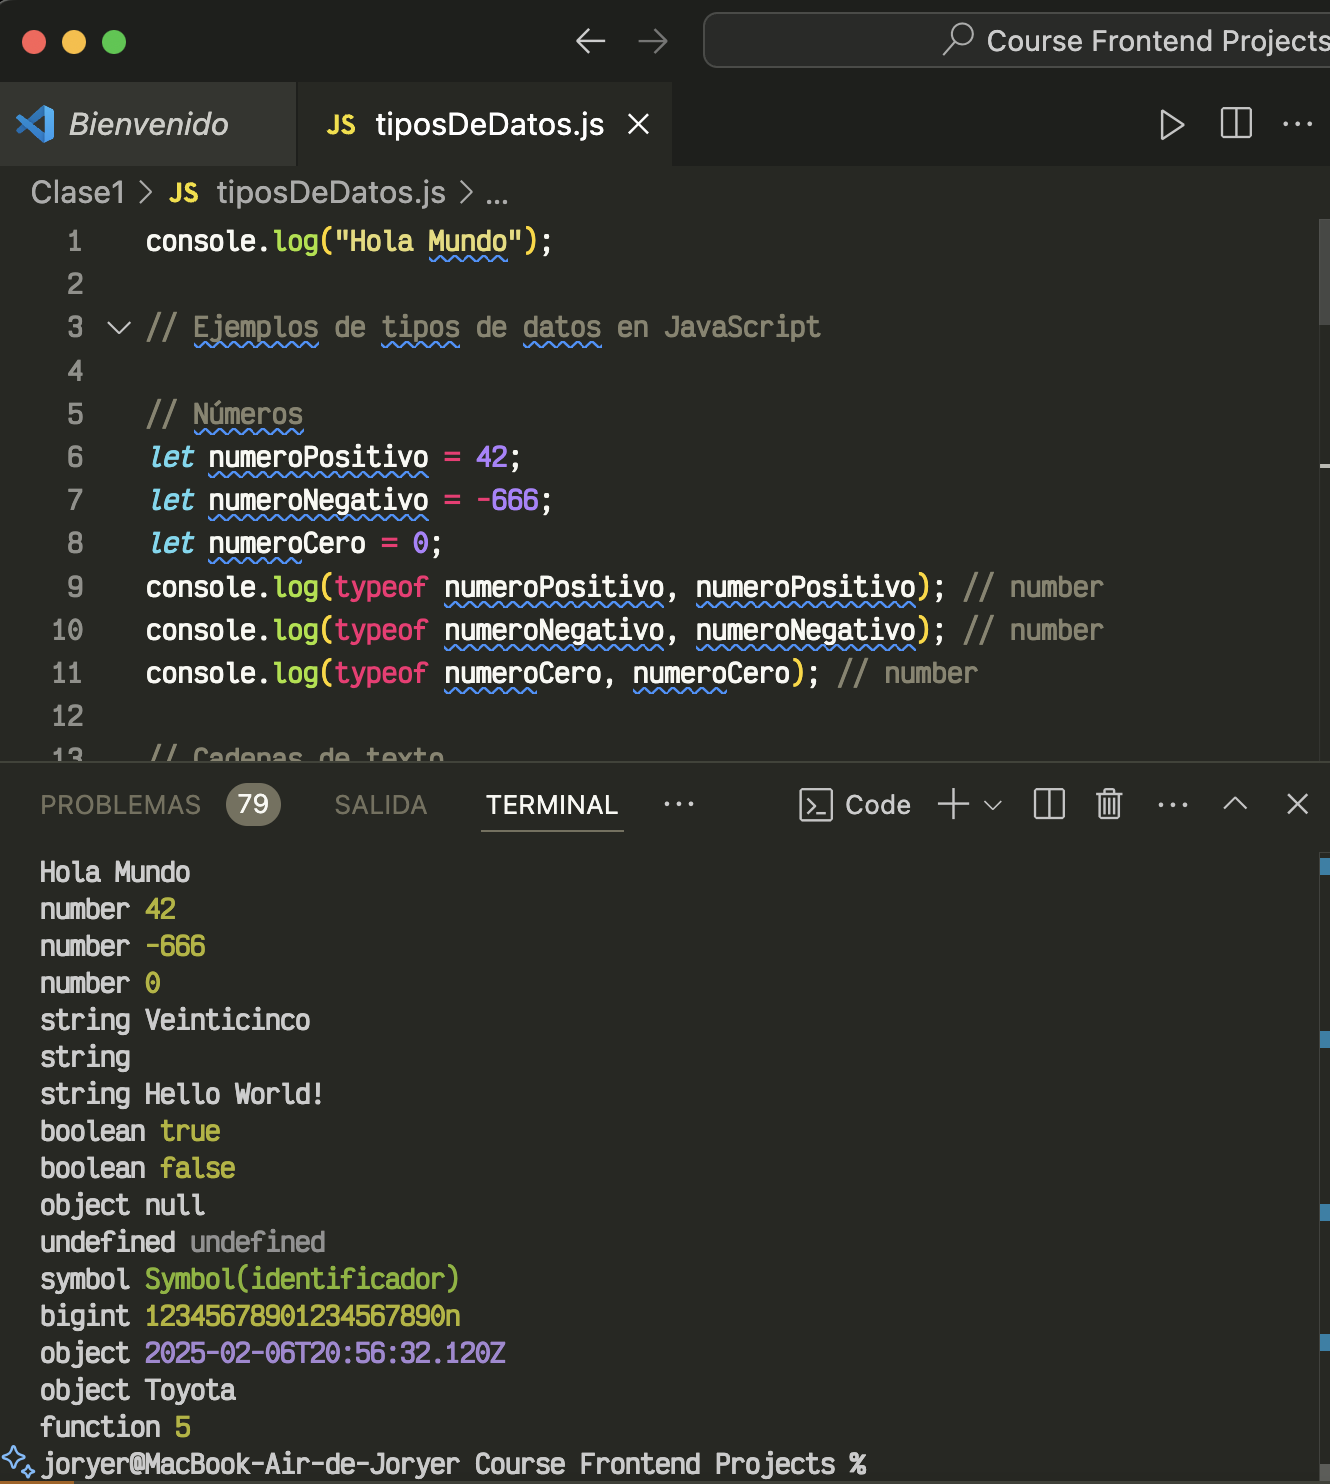 Course Frontend Projects
Bienvenido
JS tiposDeDatos.js
Clase1 > JS tiposDeDatos.js > ...
1 console.log("Hola Mundo");
2
3 // Ejemplos de tipos de datos en JavaScript
4
5 // Números
6 let numeroPositivo = 42;
7 let numeroNegativo = -666;
8 let numeroCero = 0;
9 console.log(typeof numeroPositivo, numeroPositivo); // number
10 console.log(typeof numeroNegativo, numeroNegativo); // number
11 console.log(typeof numeroCero, numeroCero); // number
12
13 // Cadenas de texto
PROBLEMAS 79 SALIDA TERMINAL ... Code
Hola Mundo
number 42
number -666
number 0
string Veinticinco
string
string Hello World!
boolean true
boolean false
object null
undefined undefined
symbol Symbol(identificador)
bigint 12345678901234567890n
object 2025-02-06T20:56:32.120Z
object Toyota
function 5
joryer@MacBook-Air-de-Joryer Course Frontend Projects %